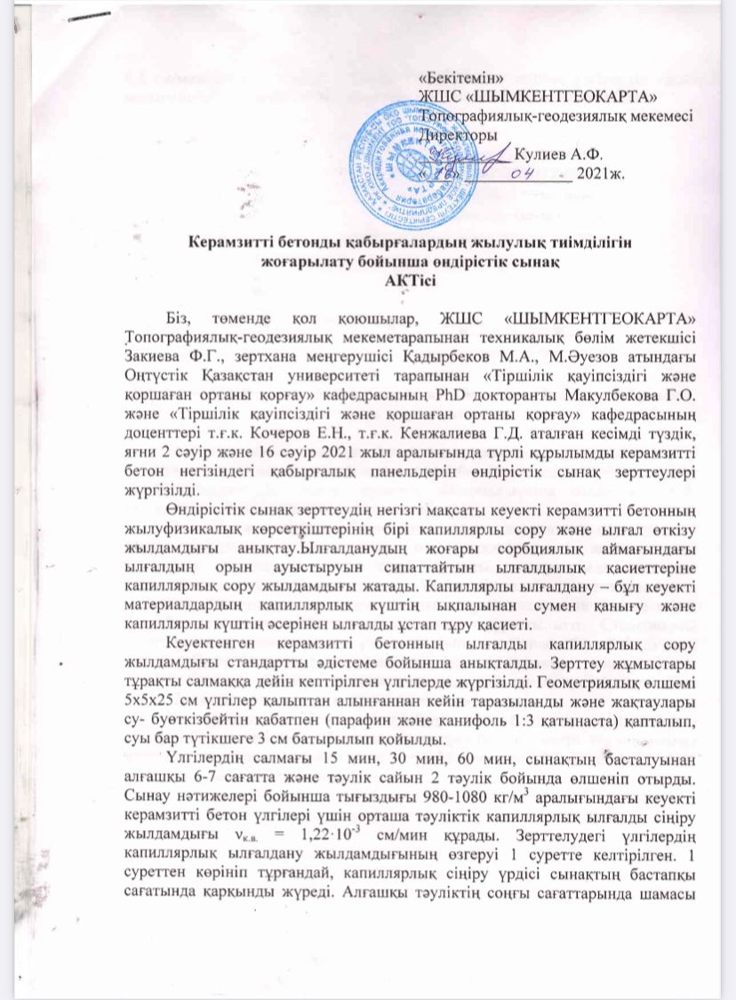 «Бекітемін»
ЖШС «ШЫМКЕНТГЕОКАРТА»
Топографиялық-геодезиялық мекемесі
Директоры
Кулиев А.Ф.
«16» 04 2021ж.
Керамзитті бетонды қабырғалардың жылулық тиімділігін
жоғарылату бойынша өндірістік сынақ
АКТісі
Біз, төменде қол қоюшылар, ЖШС «ШЫМКЕНТГЕОКАРТА»
Топографиялық-геодезиялық мекеметарапынан техникалық бөлім жетекшісі
Закиева Ф.Г., зертхана меңгерушісі Қадырбеков М.А., М.Әуезов атындағы
Оңтүстік Қазақстан университеті тарапынан «Тіршілік қауіпсіздігі және
қоршаған ортаны қорғау» кафедрасының PhD докторанты Макулбекова Г.О.
және «Тіршілік қауіпсіздігі және қоршаған ортаны қорғау» кафедрасының
доценттері т.ғ.к. Кочеров Е.Н., т.ғ.к. Кенжалиева Г.Д. аталған кесімді түздік,
яғни 2 сәуір және 16 сәуір 2021 жыл аралығында түрлі құрылымды керамзитті
бетон негізіндегі қабырғалық панельдерін өндірістік сынақ зерттеулері
жүргізілді.
Өндірісітік сынақ зерттеудің негізгі мақсаты кеуекті керамзитті бетонның
жылуфизикалық көрсеткіштерінің бірі капиллярлы сору және ылғал өткізу
жылдамдығы анықтау.Ылғалданудың жоғары сорбциялық аймағындағы
ылғалдың орын ауыстыруын сипаттайтын ылғалдылық қасиеттеріне
капиллярлық сору жылдамдығы жатады. Капиллярлы ылғалдану – бұл кеуекті
материалдардың капиллярлық күштің ықпалынан сумен қанығу және
капиллярлы күштің әсерінен ылғалды ұстап тұру қасиеті.
Кеуектенген керамзитті бетонның ылғалды капиллярлық сору
жылдамдығы стандартты әдістеме бойынша анықталды. Зерттеу жұмыстары
тұрақты салмаққа дейін кептірілген үлгілерде жүргізілді. Геометриялық өлшемі
5х5х25 см үлгілер қалыптан алынғаннан кейін таразыланды және жақтаулары
су- буөткізбейтін қабатпен (парафин және канифоль 1:3 қатынаста) қапталып,
суы бар түтікшеге 3 см батырылып қойылды.
Үлгілердің салмағы 15 мин, 30 мин, 60 мин, сынақтың басталуынан
алғашқы 6-7 сағатта және тәулік сайын 2 тәулік бойында өлшеніп отырды.
Сынау нәтижелері бойынша тығыздығы 980-1080 кг/м³ аралығындағы кеуекті
керамзитті бетон үлгілері үшін орташа тәуліктік капиллярлық ылғалды сіңіру
жылдамдығы ν к.в. = 1,22·10⁻³ см/мин құрады. Зерттелудегі үлгілердің
капиллярлық ылғалдану жылдамдығының өзгеруі 1 суретте келтірілген. 1
суреттен көрініп тұрғандай, капиллярлық сіңіру үрдісі сынақтың бастапқы
сағатында қарқынды жүреді. Алғашқы тәуліктің соңғы сағаттарында шамасы